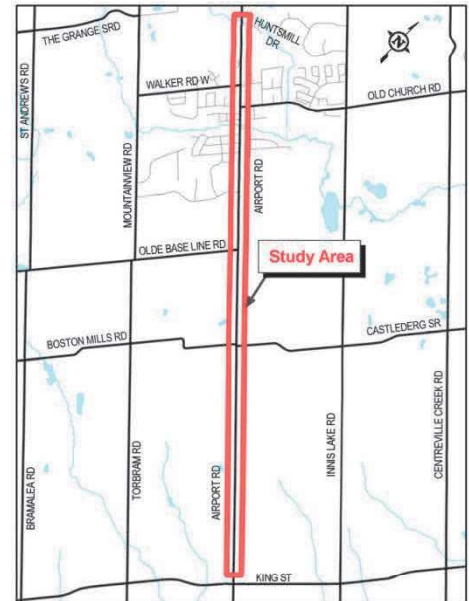 THE GRANGE SRD
HUNTSMILL
DR
N
ST ANDREWS RD
WALKER RD W
OLD CHURCH RD
MOUNTAINVIEW RD
AIRPORT RD
OLDE BASE LINE RD
Study Area
BOSTON MILLS RD
CASTLEDERG SR
BRAMALEA RD
TORBRAM RD
AIRPORT RD
INNIS LAKE RD
CENTREVILLE CREEK RD
KING ST